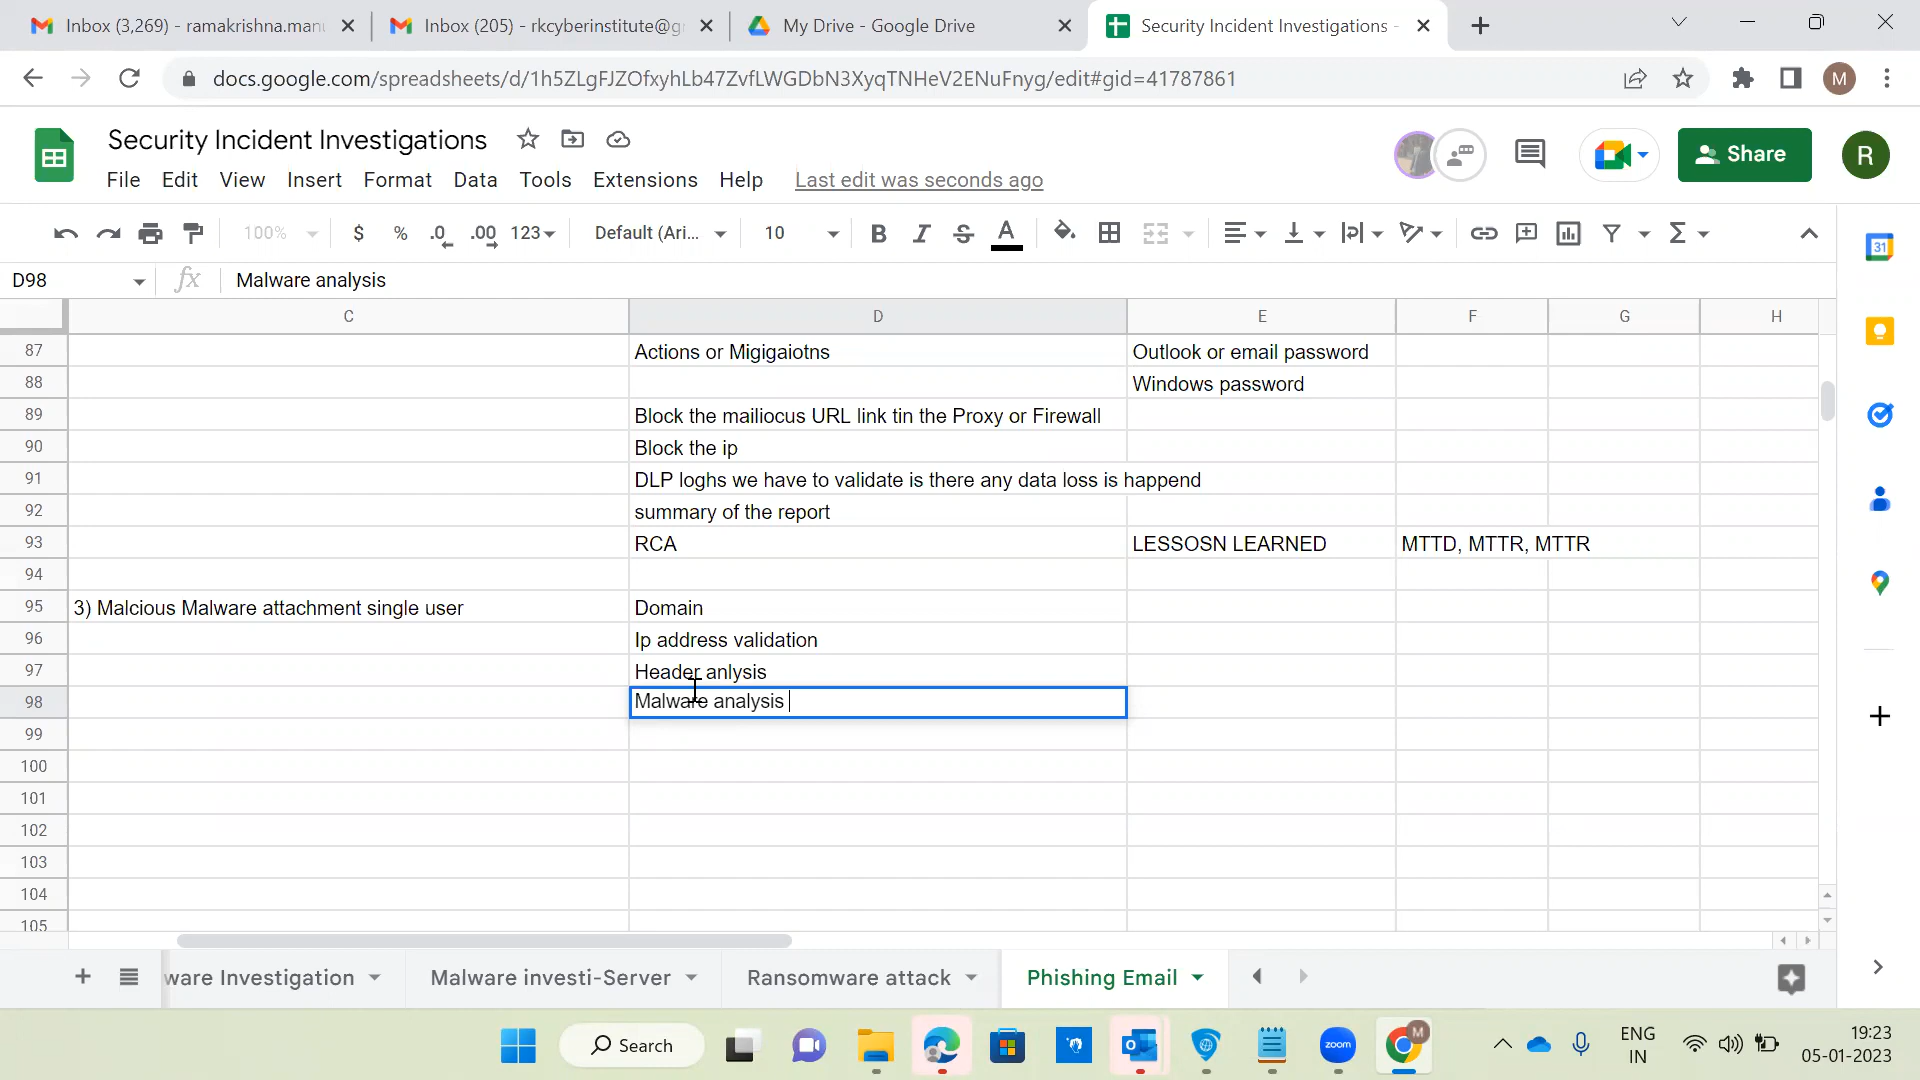 Inbox (3,269) - ramakrishna.manu
Inbox (205) - rkcyberinstitute@g
My Drive - Google Drive
Security Incident Investigations -
docs.google.com/spreadsheets/d/1h5ZLgFJZOfxyhLb47ZvfLWGDbN3XyqTNHeV2ENuFnyg/edit#gid=41787861
M
Security Incident Investigations
Share
R
File Edit View Insert Format Data Tools Extensions Help Last edit was seconds ago
100% $ % .0 .00 123 Default (Ari... 10 B I S A
31
D98 fx Malware analysis
C D E F G H
87 Actions or Migigaiotns Outlook or email password
88 Windows password
89 Block the mailiocus URL link tin the Proxy or Firewall
90 Block the ip
91 DLP loghs we have to validate is there any data loss is happend
92 summary of the report
93 RCA LESSOSN LEARNED MTTD, MTTR, MTTR
94
95 3) Malcious Malware attachment single user Domain
96 Ip address validation
97 Header anlysis
98 Malware analysis
99
100
101
102
103
104
105
ware Investigation Malware investi-Server Ransomware attack Phishing Email
Search
zoom
M
ENG
IN
19:23
05-01-2023